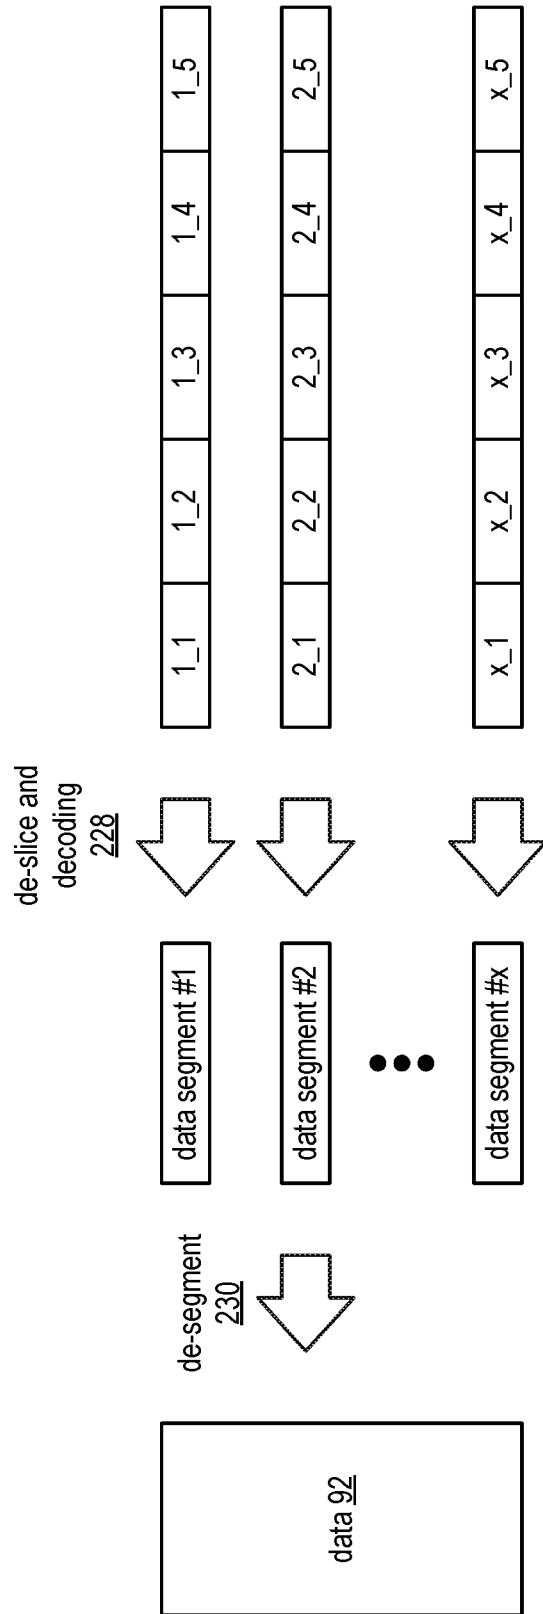 de-slice and
decoding
228
de-segment
230
data 92
data segment #1
1_1
1_2
1_3
1_4
1_5
data segment #2
2_1
2_2
2_3
2_4
2_5
data segment #x
x_1
x_2
x_3
x_4
x_5